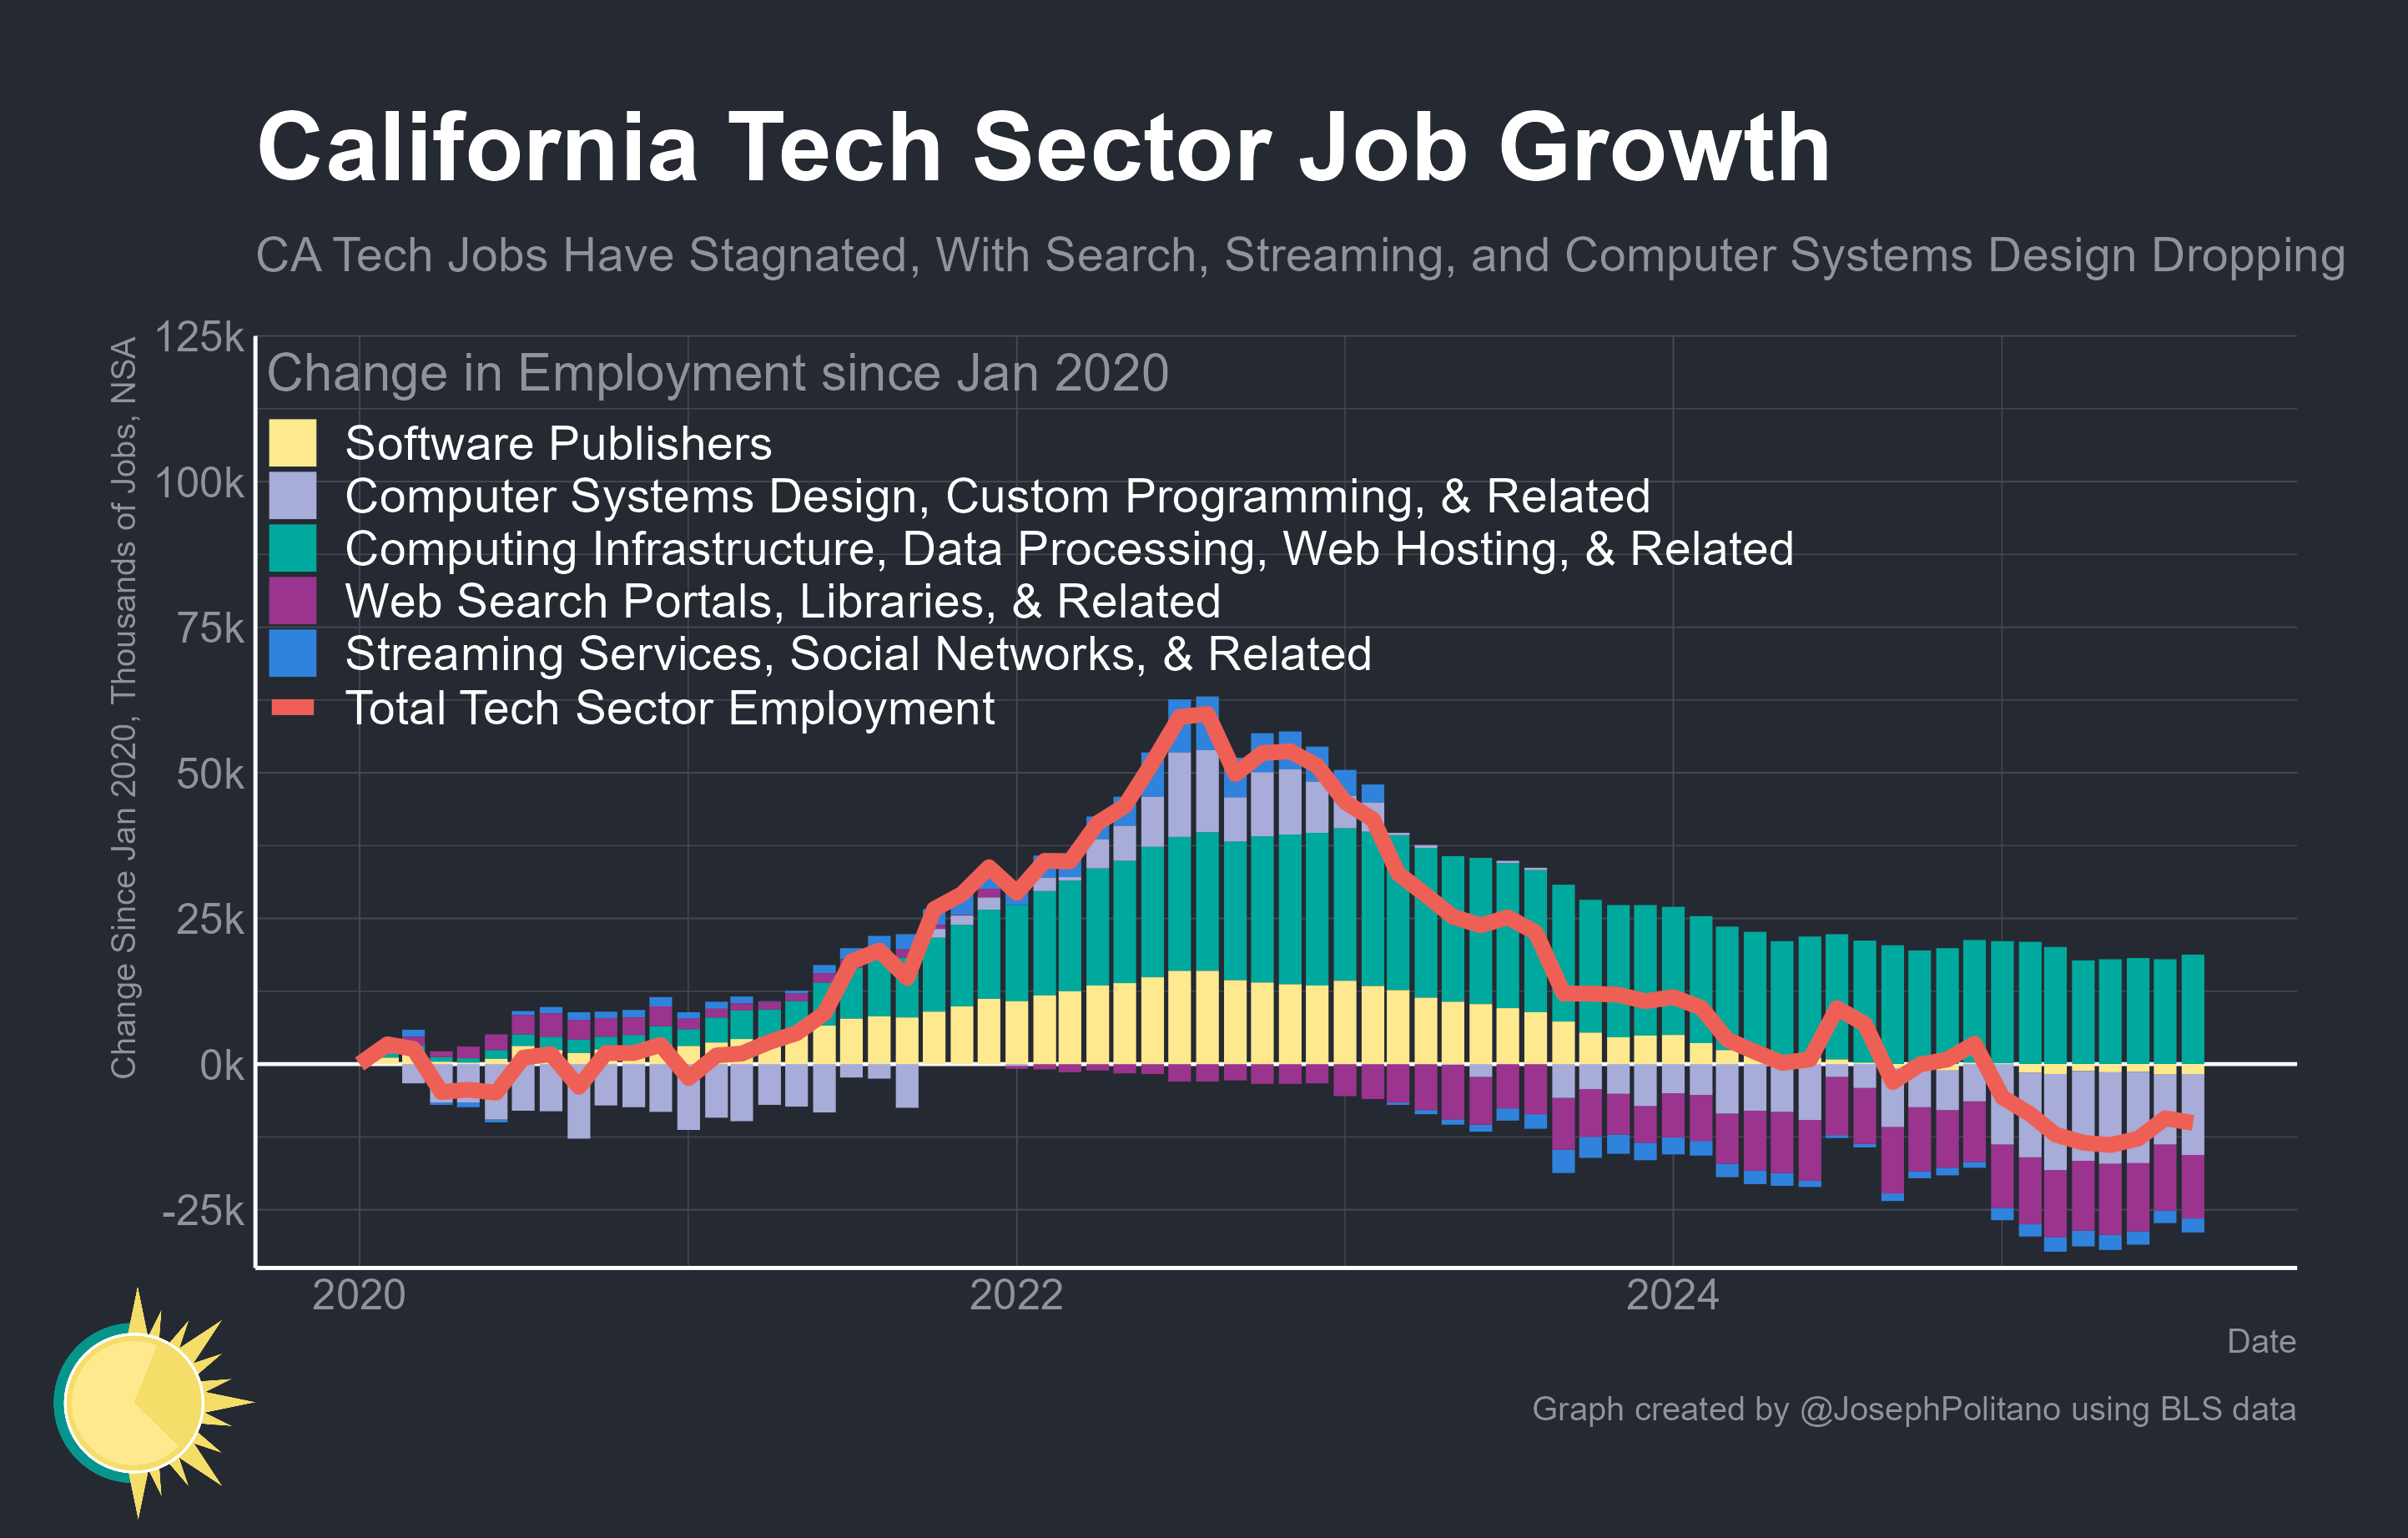 California Tech Sector Job Growth
CA Tech Jobs Have Stagnated, With Search, Streaming, and Computer Systems Design Dropping
Change Since Jan 2020, Thousands of Jobs, NSA
125k
100k
75k
50k
25k
0k
-25k
Change in Employment since Jan 2020
Software Publishers
Computer Systems Design, Custom Programming, & Related
Computing Infrastructure, Data Processing, Web Hosting, & Related
Web Search Portals, Libraries, & Related
Streaming Services, Social Networks, & Related
Total Tech Sector Employment
2020 2022 2024
Date
Graph created by @JosephPolitano using BLS data